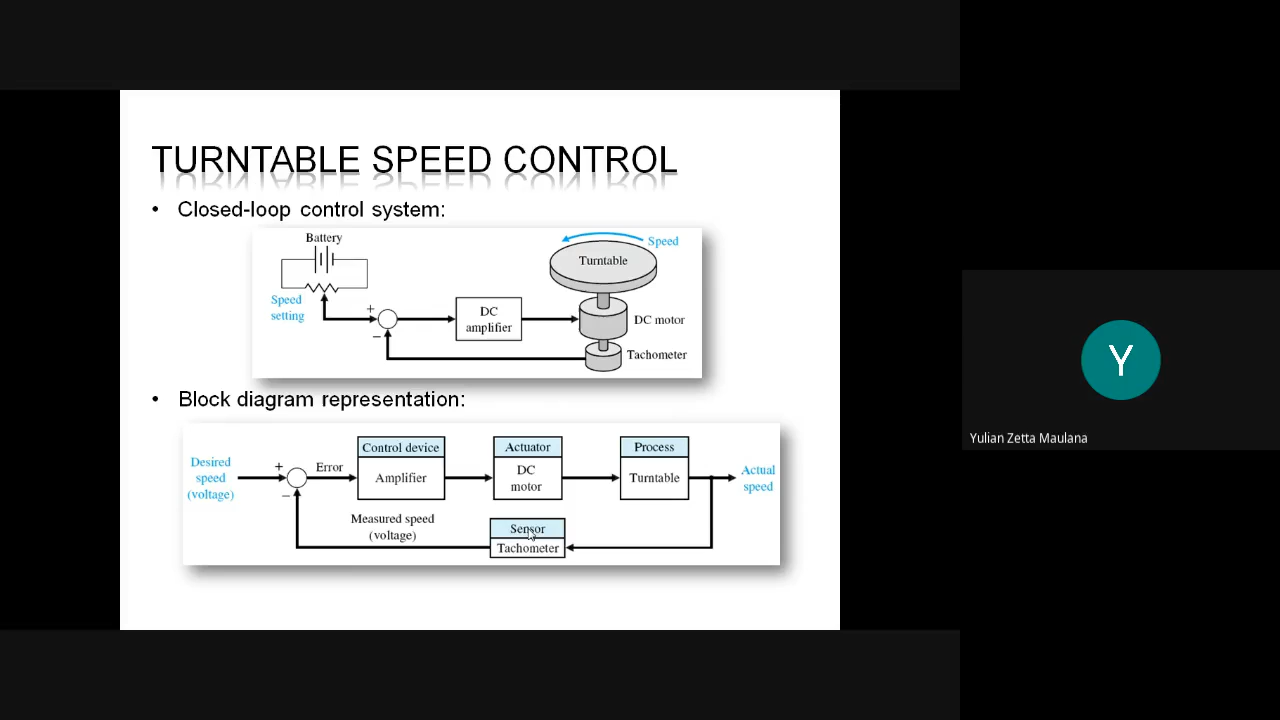 TURNTABLE SPEED CONTROL
• Closed-loop control system:
Battery
Speed
Turntable
Speed
setting
+
−
DC
amplifier
DC motor
Tachometer
• Block diagram representation:
Desired
speed
(voltage)
+
−
Error
Control device
Amplifier
Actuator
DC
motor
Process
Turntable
Actual
speed
Measured speed
(voltage)
Sensor
Tachometer
Y
Yulian Zetta Maulana